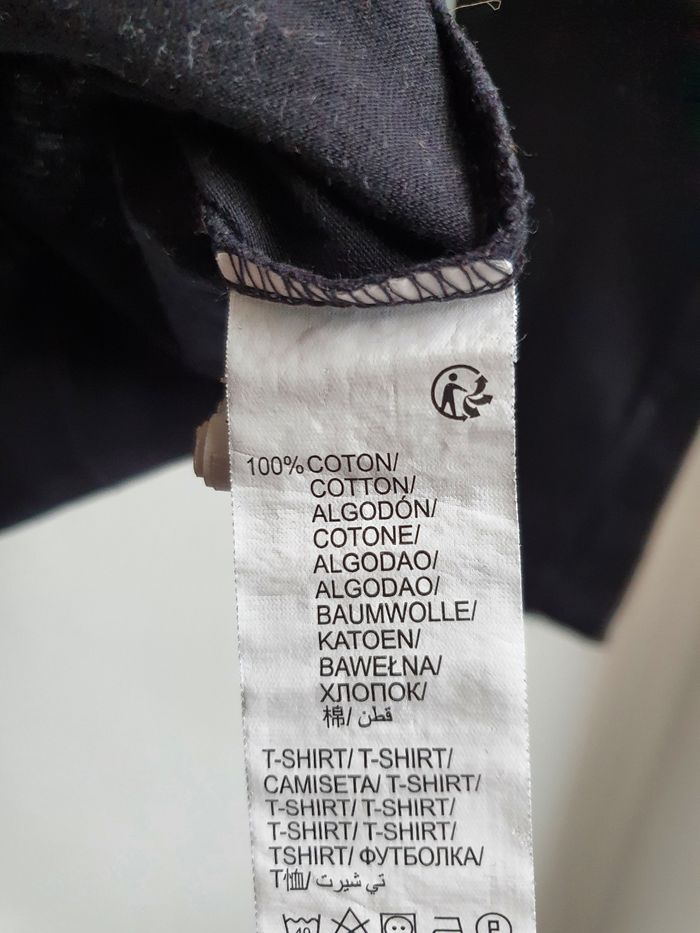 100% COTON/
COTTON/
ALGODÓN/
COTONE/
ALGODAO/
ALGODAO/
BAUMWOLLE/
KATOEN/
BAWEŁNA/
ХЛОПОК/
棉/ قطن
T-SHIRT/ T-SHIRT/
CAMISETA/ T-SHIRT/
T-SHIRT/ T-SHIRT/
T-SHIRT/ T-SHIRT/
TSHIRT/ ФУТБОЛКА/
T恤/ تي شيرت
40 P